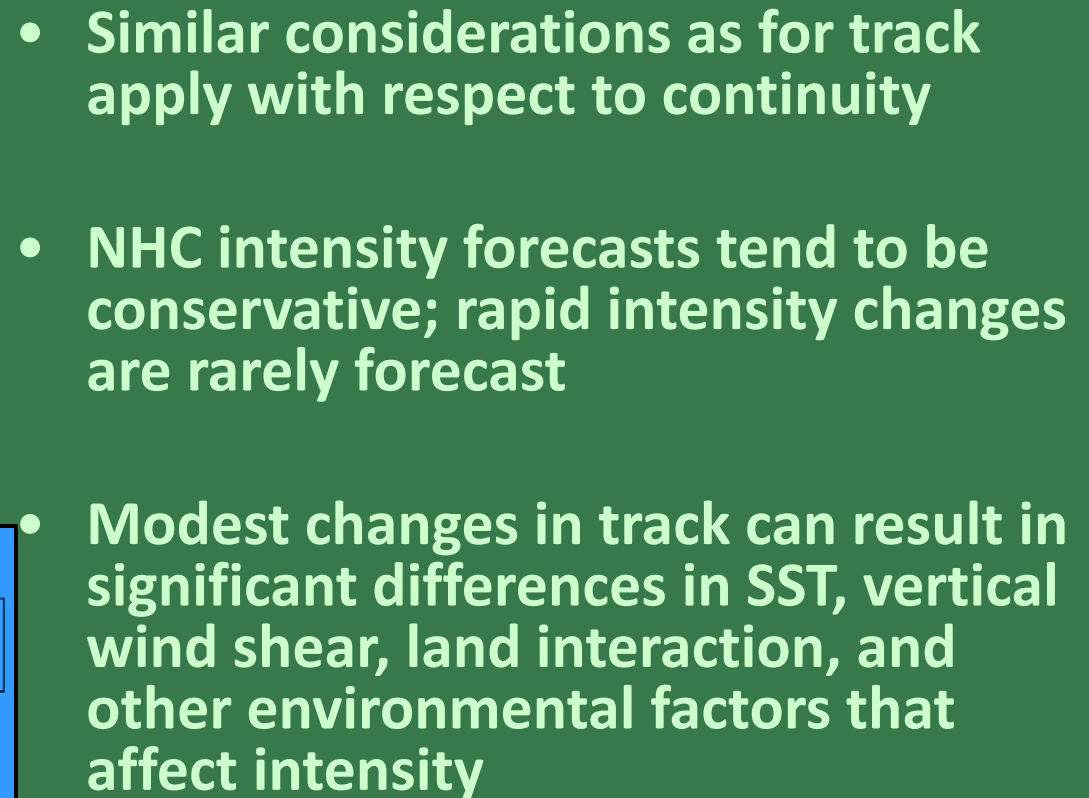 • Similar considerations as for track
apply with respect to continuity
• NHC intensity forecasts tend to be
conservative; rapid intensity changes
are rarely forecast
• Modest changes in track can result in
significant differences in SST, vertical
wind shear, land interaction, and
other environmental factors that
affect intensity